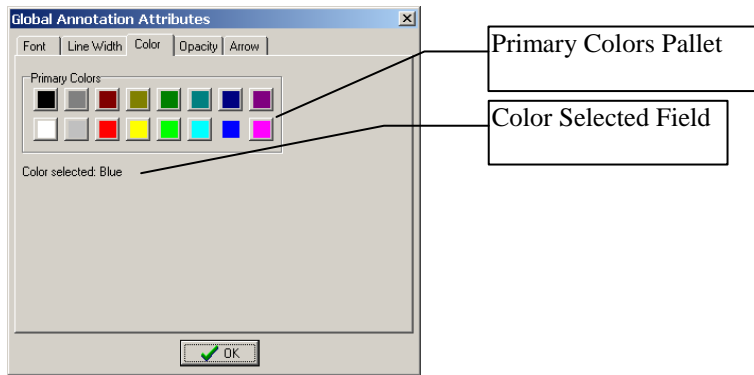 Global Annotation Attributes
Font Line Width Color Opacity Arrow
Primary Colors Pallet
Primary Colors
Color Selected Field
Color selected: Blue
OK